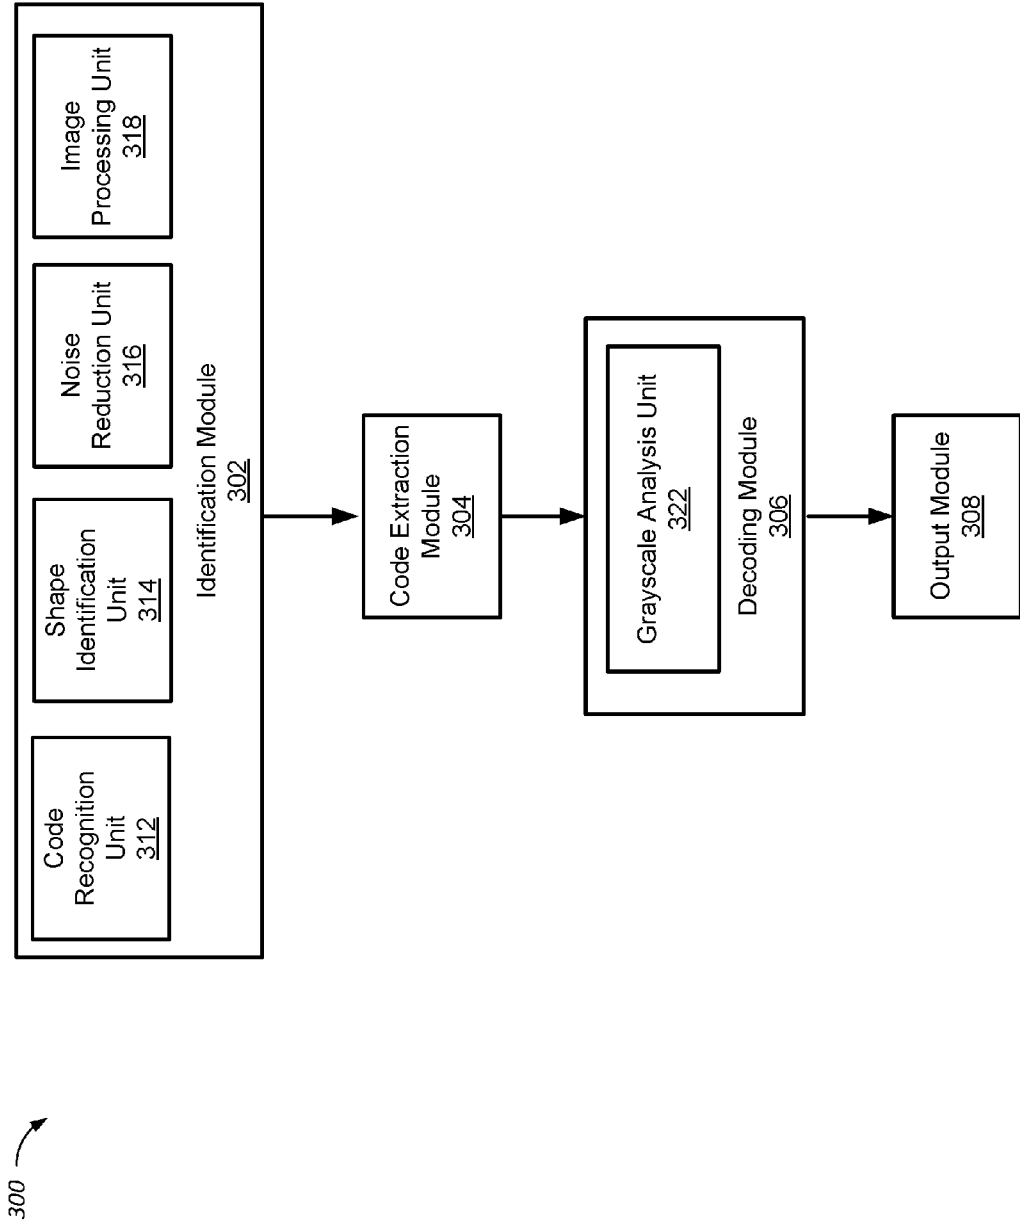 300
Code
Recognition
Unit
312
Shape
Identification
Unit
314
Noise
Reduction Unit
316
Image
Processing Unit
318
Identification Module
302
Code Extraction
Module
304
Grayscale Analysis Unit
322
Decoding Module
306
Output Module
308